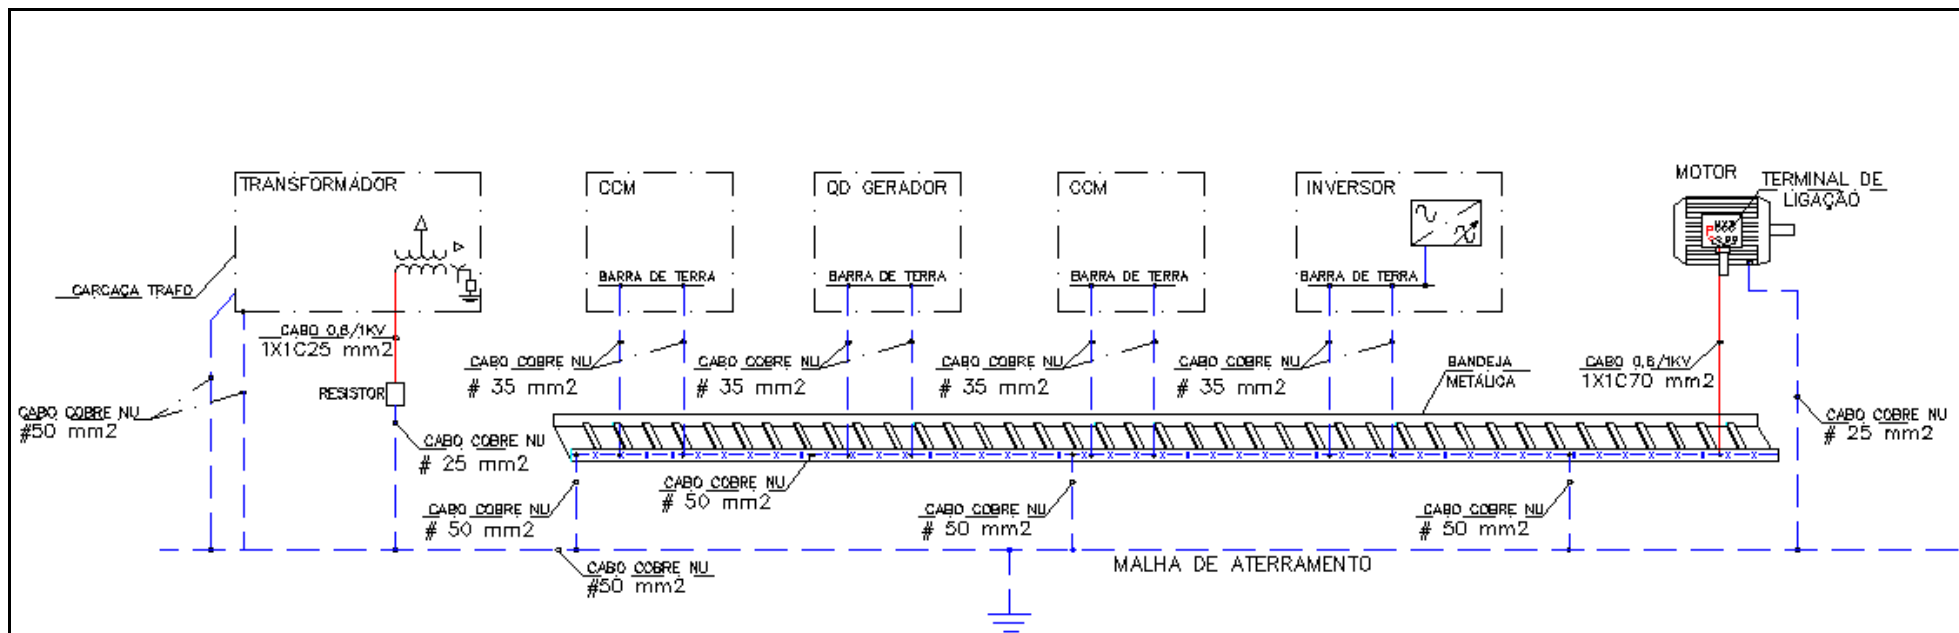 TRANSFORMADOR
CCM
QD GERADOR
CCM
INVERSOR
MOTOR
TERMINAL DE
LIGAÇÃO
CARCAÇA TRAFO
BARRA DE TERRA
BARRA DE TERRA
BARRA DE TERRA
BARRA DE TERRA
CABO 0,6/1KV
1X1C25 mm2
CABO COBRE NU
# 35 mm2
CABO COBRE NU
# 35 mm2
CABO COBRE NU
# 35 mm2
CABO COBRE NU
# 35 mm2
BANDEJA
METÁLICA
CABO 0,6/1KV
1X1C70 mm2
RESISTOR
CABO COBRE NU
#50 mm2
CABO COBRE NU
# 25 mm2
CABO COBRE NU
# 25 mm2
CABO COBRE NU
# 50 mm2
CABO COBRE NU
# 50 mm2
CABO COBRE NU
# 50 mm2
CABO COBRE NU
# 50 mm2
CABO COBRE NU
#50 mm2
MALHA DE ATERRAMENTO